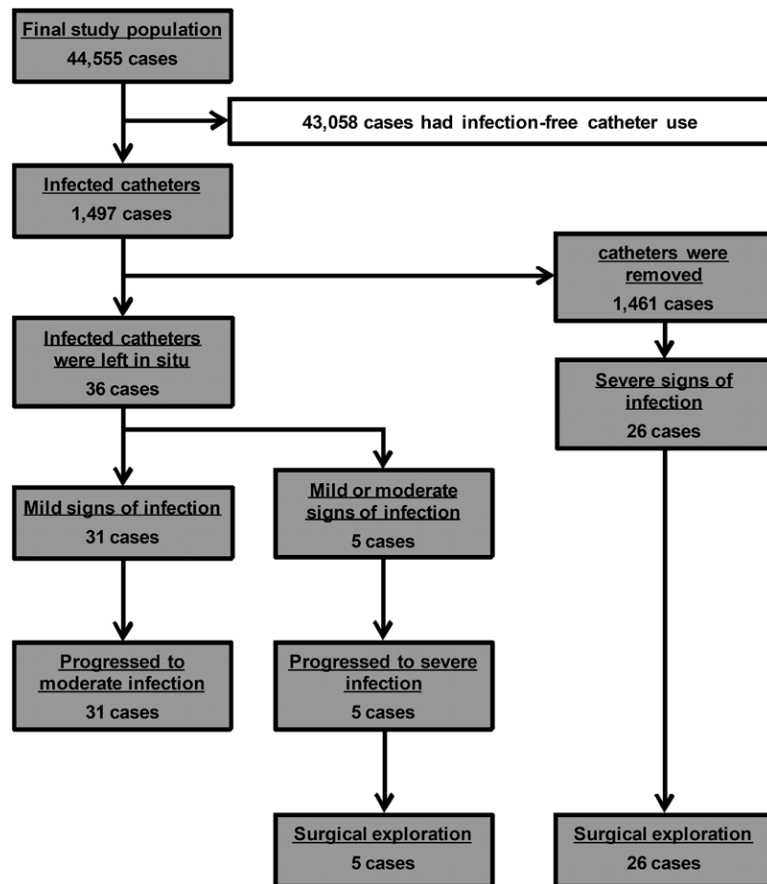 Final study population
44,555 cases
43,058 cases had infection-free catheter use
Infected catheters
1,497 cases
catheters were
removed
1,461 cases
Infected catheters
were left in situ
36 cases
Severe signs of
infection
26 cases
Mild signs of infection
31 cases
Mild or moderate
signs of infection
5 cases
Progressed to
moderate infection
31 cases
Progressed to severe
infection
5 cases
Surgical exploration
5 cases
Surgical exploration
26 cases